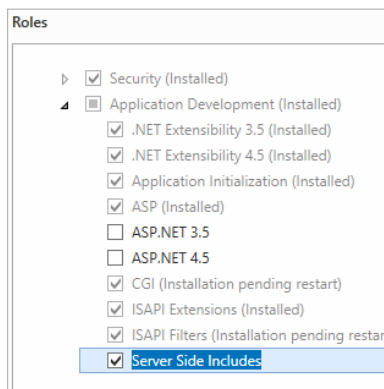 Roles
Security (Installed)
Application Development (Installed)
.NET Extensibility 3.5 (Installed)
.NET Extensibility 4.5 (Installed)
Application Initialization (Installed)
ASP (Installed)
ASP.NET 3.5
ASP.NET 4.5
CGI (Installation pending restart)
ISAPI Extensions (Installed)
ISAPI Filters (Installation pending restar
Server Side Includes